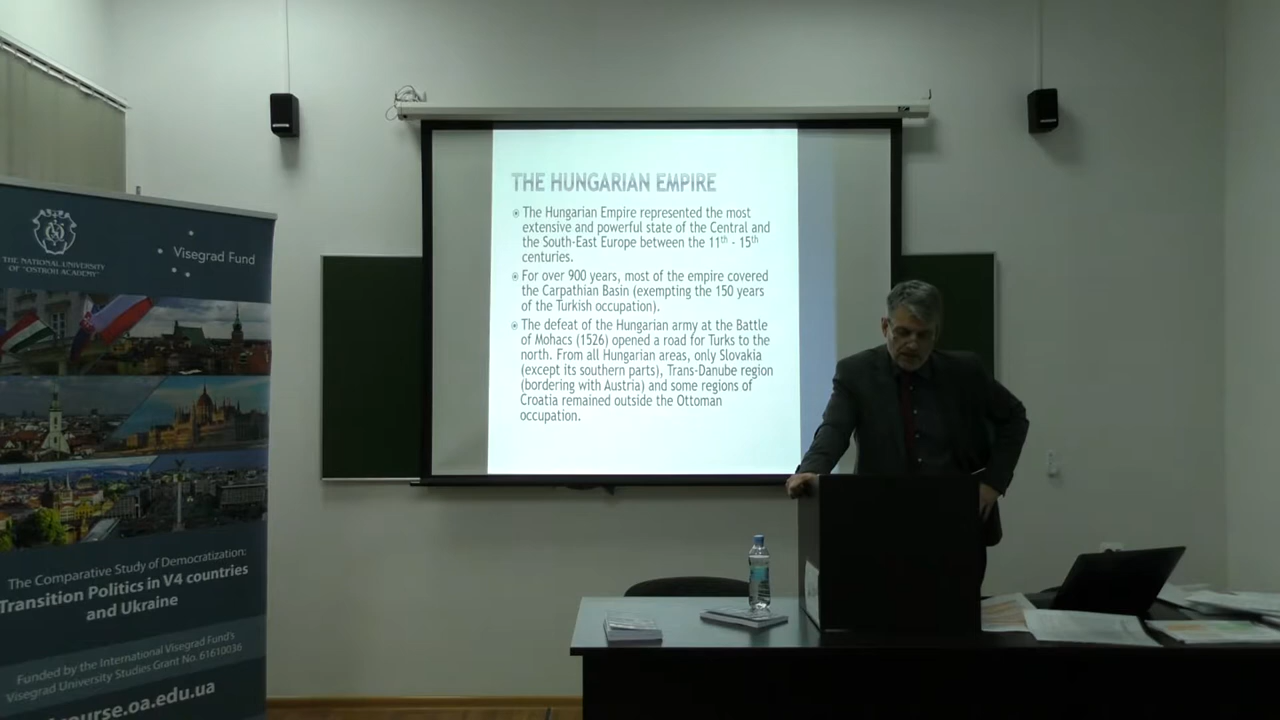 THE NATIONAL UNIVERSITY
OF "OSTROH ACADEMY"
Visegrad Fund
The Comparative Study of Democratization:
Transition Politics in V4 countries
and Ukraine
Funded by the International Visegrad Fund's
Visegrad University Studies Grant No. 61610036
urse.oa.edu.ua
THE HUNGARIAN EMPIRE
The Hungarian Empire represented the most
extensive and powerful state of the Central and
the South-East Europe between the 11th - 15th
centuries.
For over 900 years, most of the empire covered
the Carpathian Basin (exempting the 150 years
of the Turkish occupation).
The defeat of the Hungarian army at the Battle
of Mohacs (1526) opened a road for Turks to the
north. From all Hungarian areas, only Slovakia
(except its southern parts), Trans-Danube region
(bordering with Austria) and some regions of
Croatia remained outside the Ottoman
occupation.